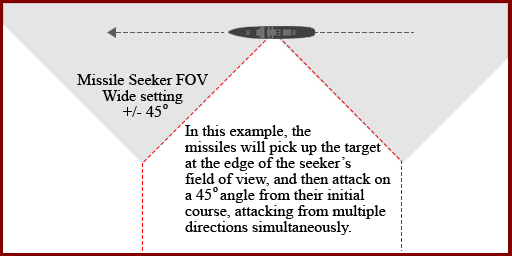 Missile Seeker FOV
Wide setting
+/- 45°
In this example, the
missiles will pick up the target
at the edge of the seeker's
field of view, and then attack on
a 45° angle from their initial
course, attacking from multiple
directions simultaneously.